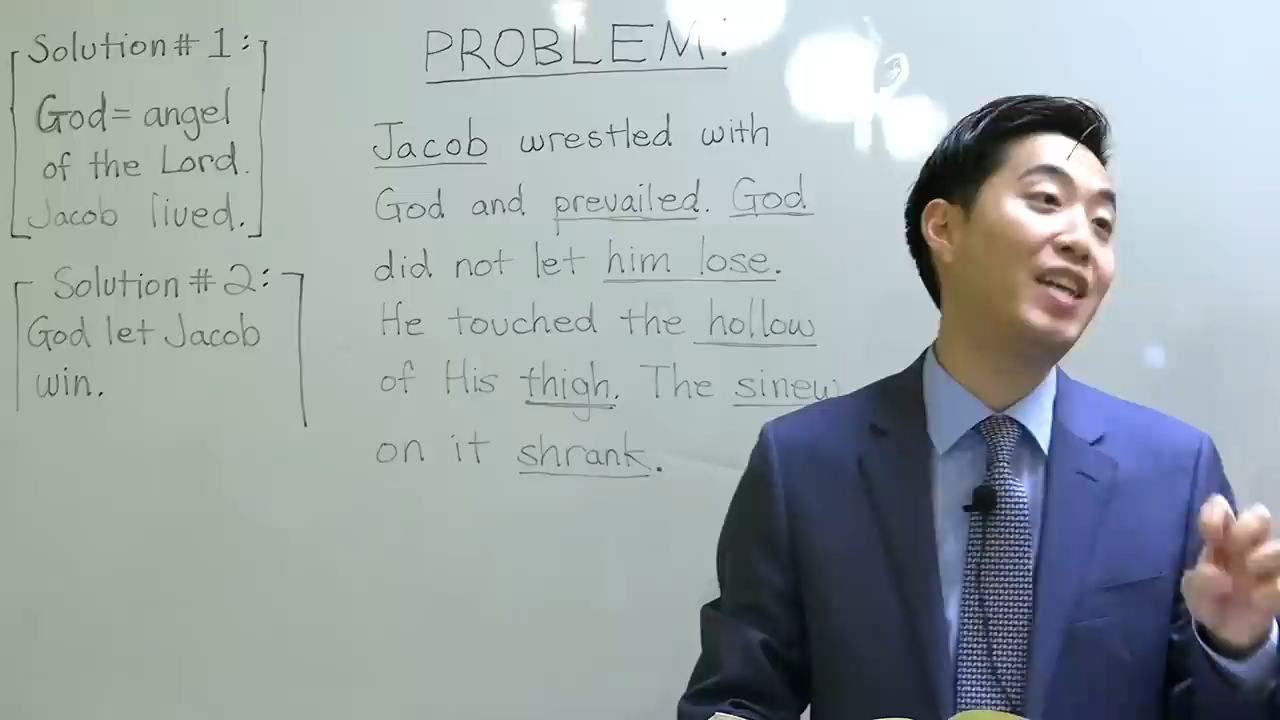 Solution # 1:
God = angel
of the Lord.
Jacob lived.
Solution # 2:
God let Jacob
win.
PROBLEM:
Jacob wrestled with
God and prevailed. God
did not let him lose.
He touched the hollow
of His thigh. The sinew
on it shrank.